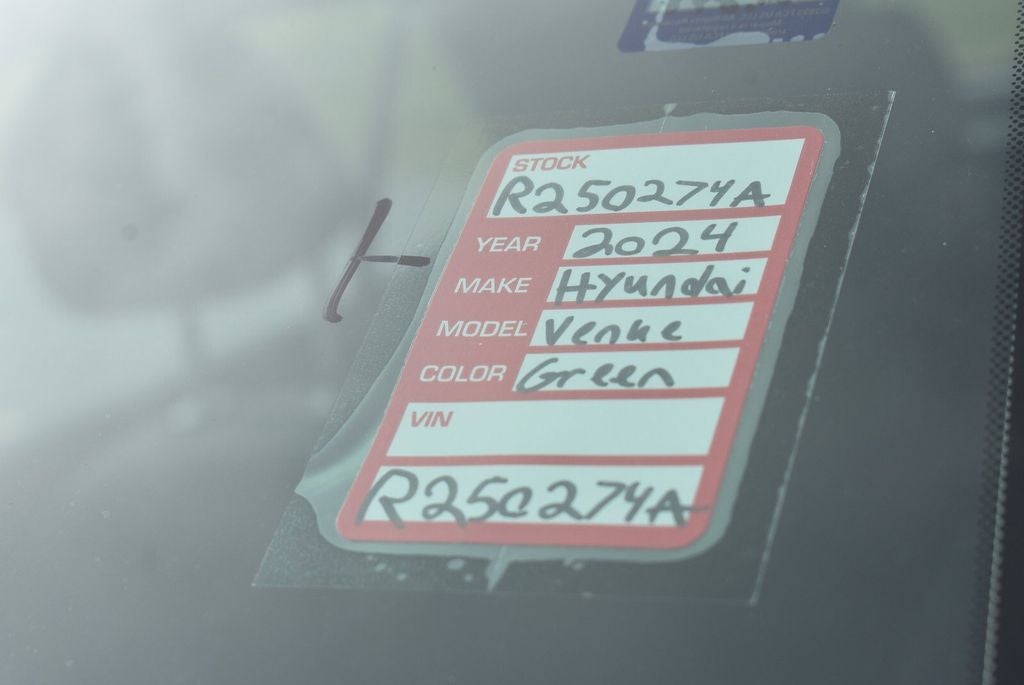 STOCK
R250274A
YEAR 2024
MAKE Hyundai
MODEL Venue
COLOR Green
VIN
R250274A